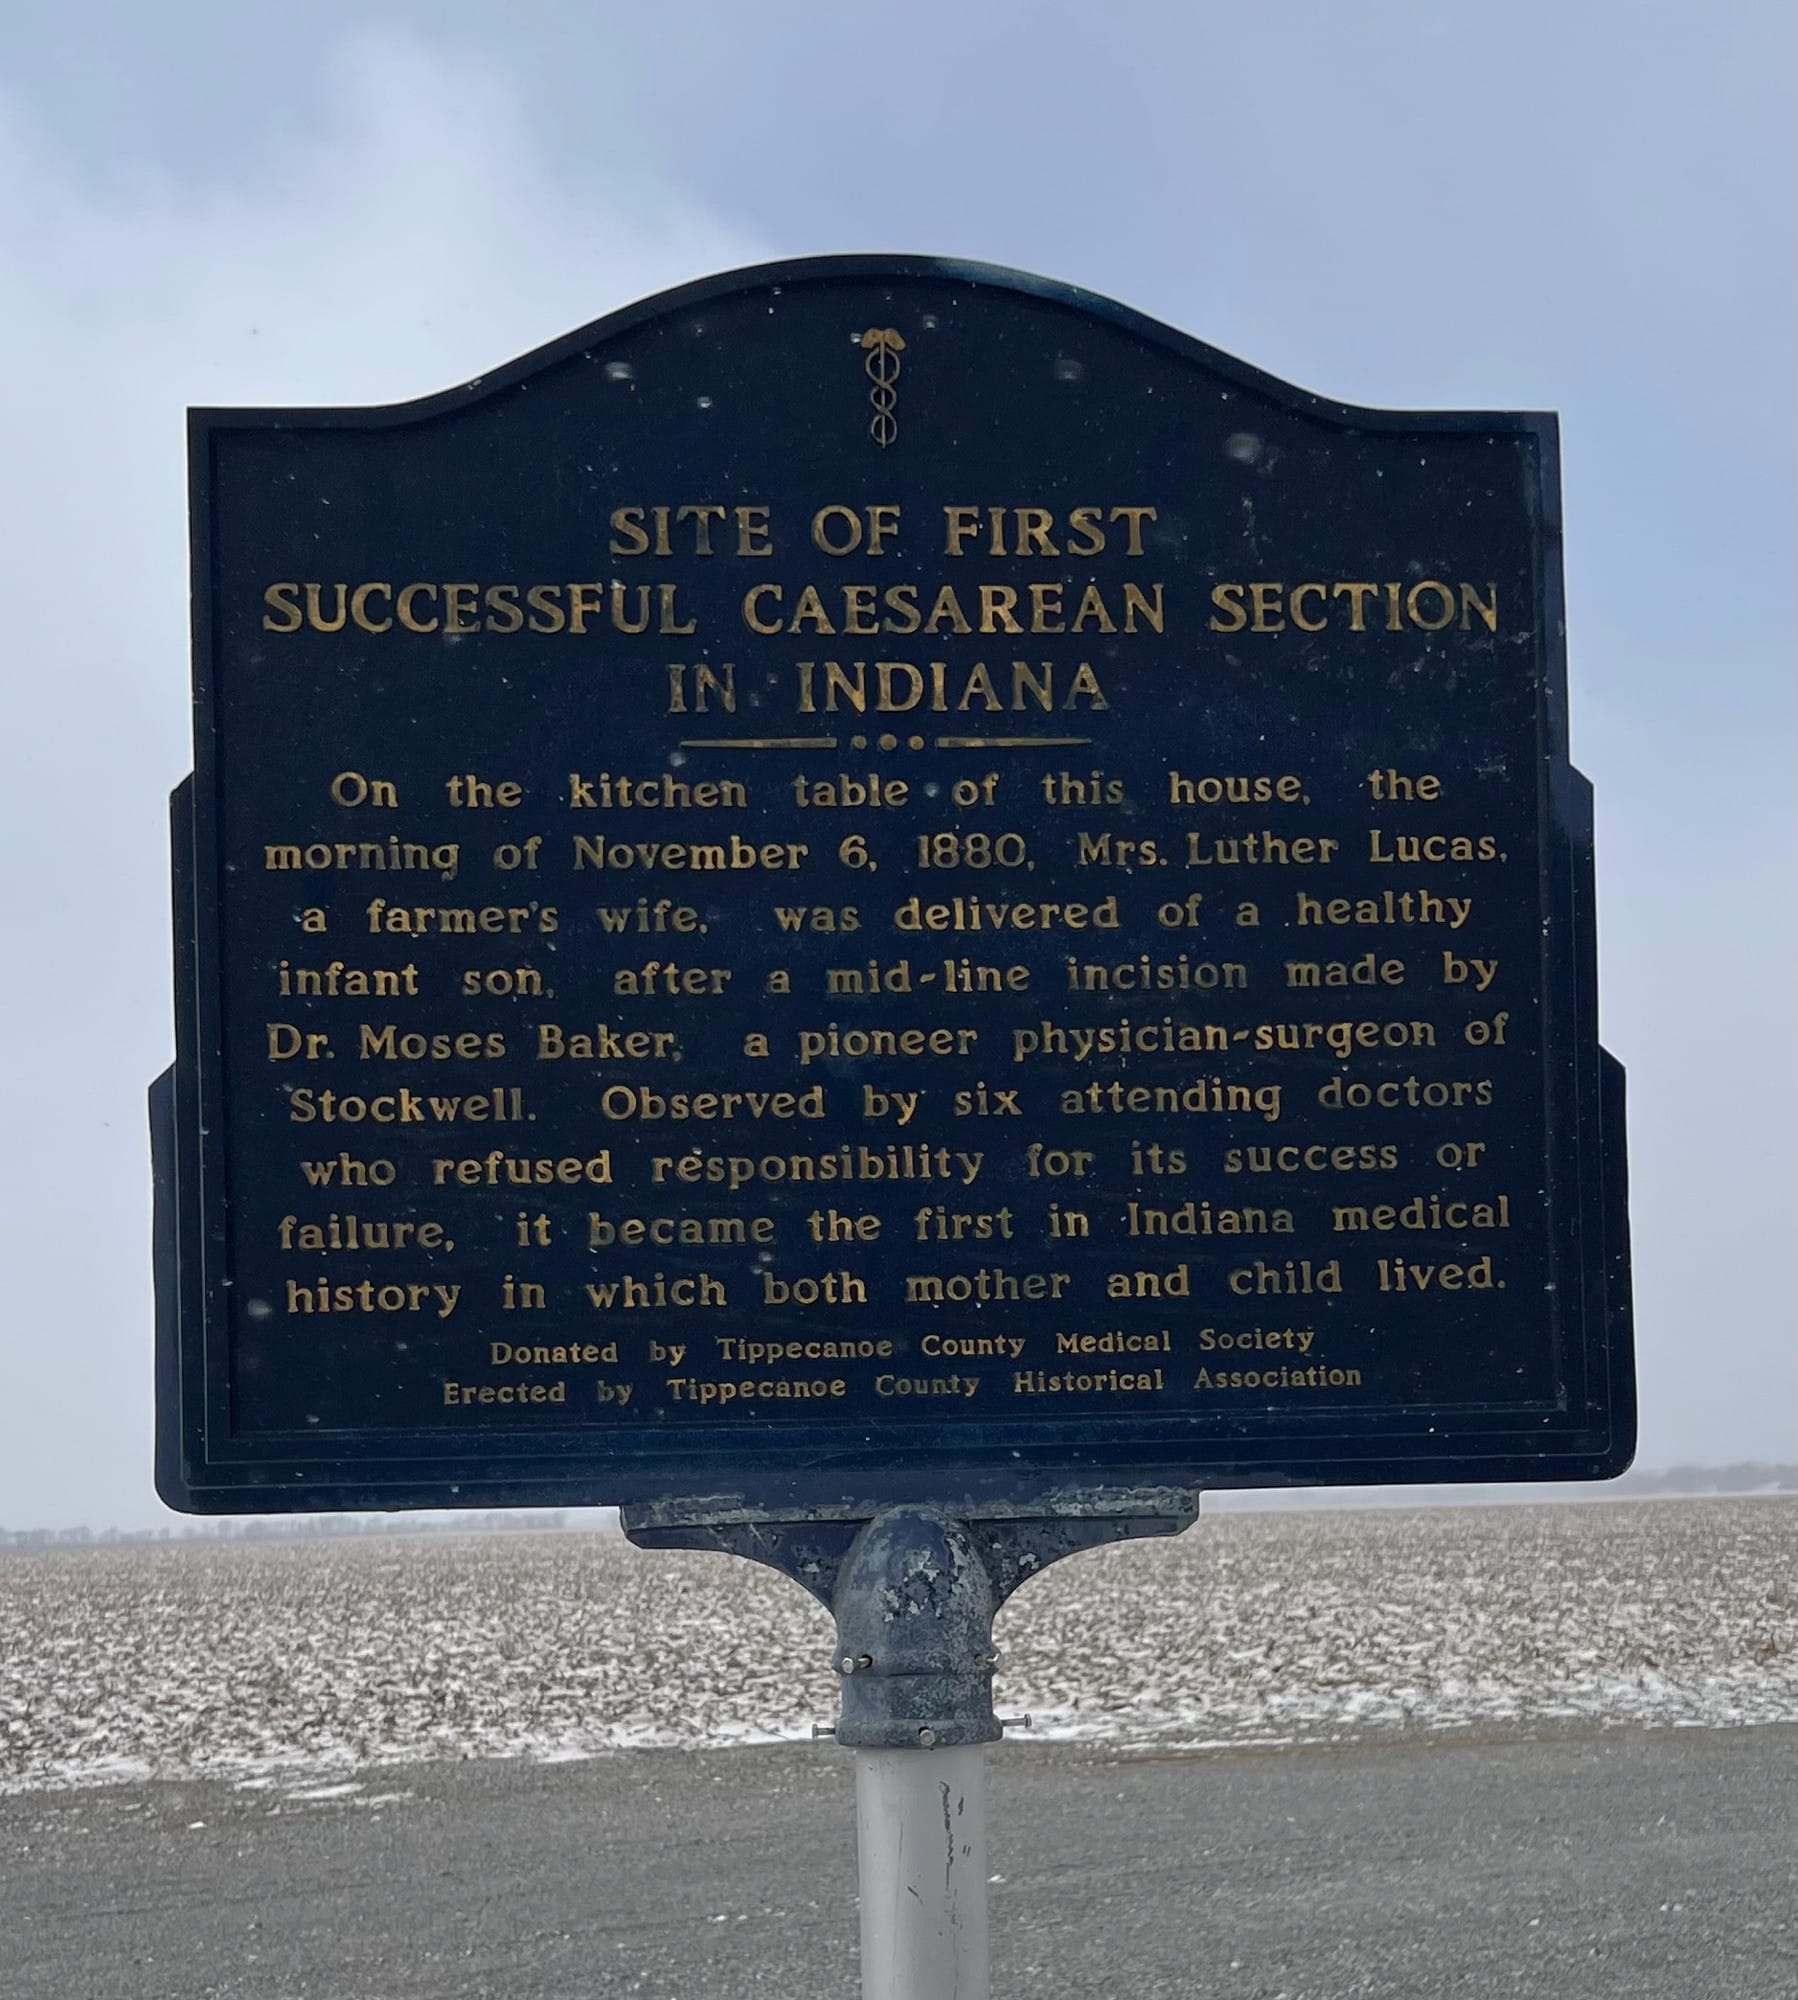 SITE OF FIRST
SUCCESSFUL CAESAREAN SECTION
IN INDIANA
On the kitchen table of this house, the
morning of November 6, 1880, Mrs. Luther Lucas,
a farmer's wife, was delivered of a healthy
infant son, after a mid-line incision made by
Dr. Moses Baker, a pioneer physician-surgeon of
Stockwell. Observed by six attending doctors
who refused responsibility for its success or
failure, it became the first in Indiana medical
history in which both mother and child lived.
Donated by Tippecanoe County Medical Society
Erected by Tippecanoe County Historical Association